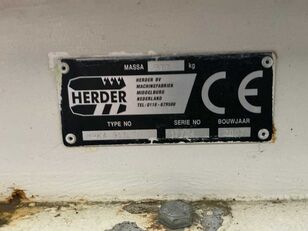 MASSA kg
HERDER
HERDER BV
MACHINEFABRIEK
MIDDELBURG
NEDERLAND
TEL: 0118-679500
CE
TYPE NO SERIE NO BOUWJAAR